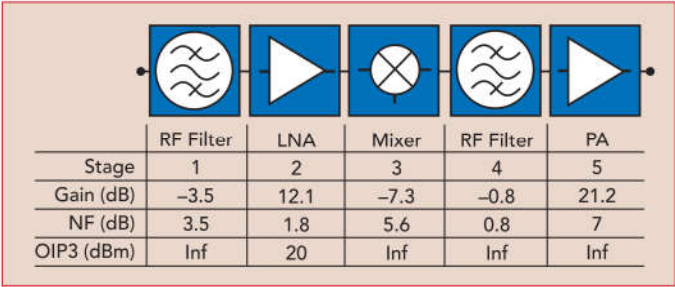 RF Filter LNA Mixer RF Filter PA
Stage 1 2 3 4 5
Gain (dB) –3.5 12.1 –7.3 –0.8 21.2
NF (dB) 3.5 1.8 5.6 0.8 7
OIP3 (dBm) Inf 20 Inf Inf Inf